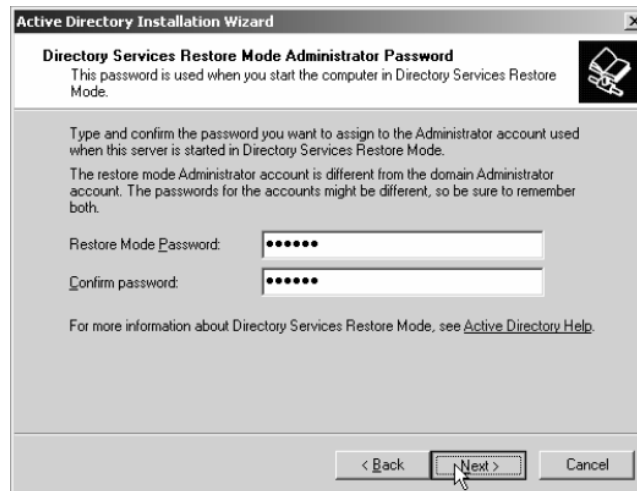 Active Directory Installation Wizard
Directory Services Restore Mode Administrator Password
This password is used when you start the computer in Directory Services Restore
Mode.
Type and confirm the password you want to assign to the Administrator account used
when this server is started in Directory Services Restore Mode.
The restore mode Administrator account is different from the domain Administrator
account. The passwords for the accounts might be different, so be sure to remember
both.
Restore Mode Password: ●●●●●●
Confirm password: ●●●●●●
For more information about Directory Services Restore Mode, see Active Directory Help.
< Back Next > Cancel